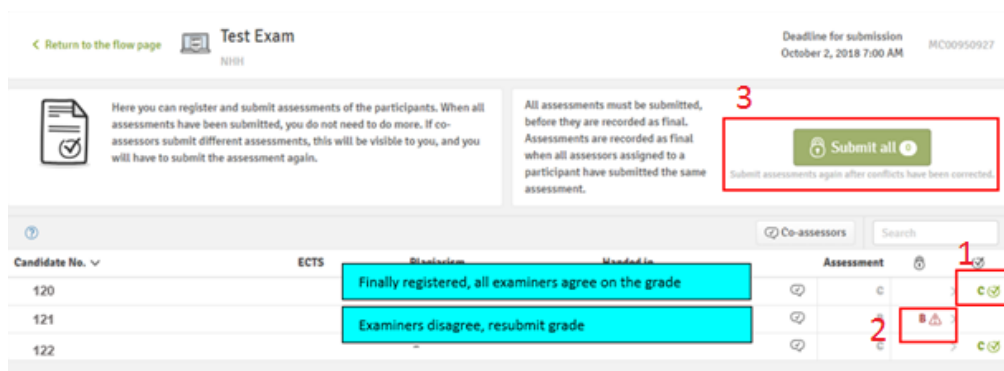 Return to the flow page
Test Exam
NHH
Deadline for submission
October 2, 2018 7:00 AM
MC00950927
Here you can register and submit assessments of the participants. When all
assessments have been submitted, you do not need to do more. If co-
assessors submit different assessments, this will be visible to you, and you
will have to submit the assessment again.
All assessments must be submitted,
before they are recorded as final.
Assessments are recorded as final
when all assessors assigned to a
participant have submitted the same
assessment.
3
Submit all 0
Submit assessments again after conflicts have been corrected.
Co-assessors
Search
1
Candidate No.
ECTS
Plagiarism
Handed in
Assessment
120
Finally registered, all examiners agree on the grade
C
C
121
Examiners disagree, resubmit grade
B
2
122
C
C